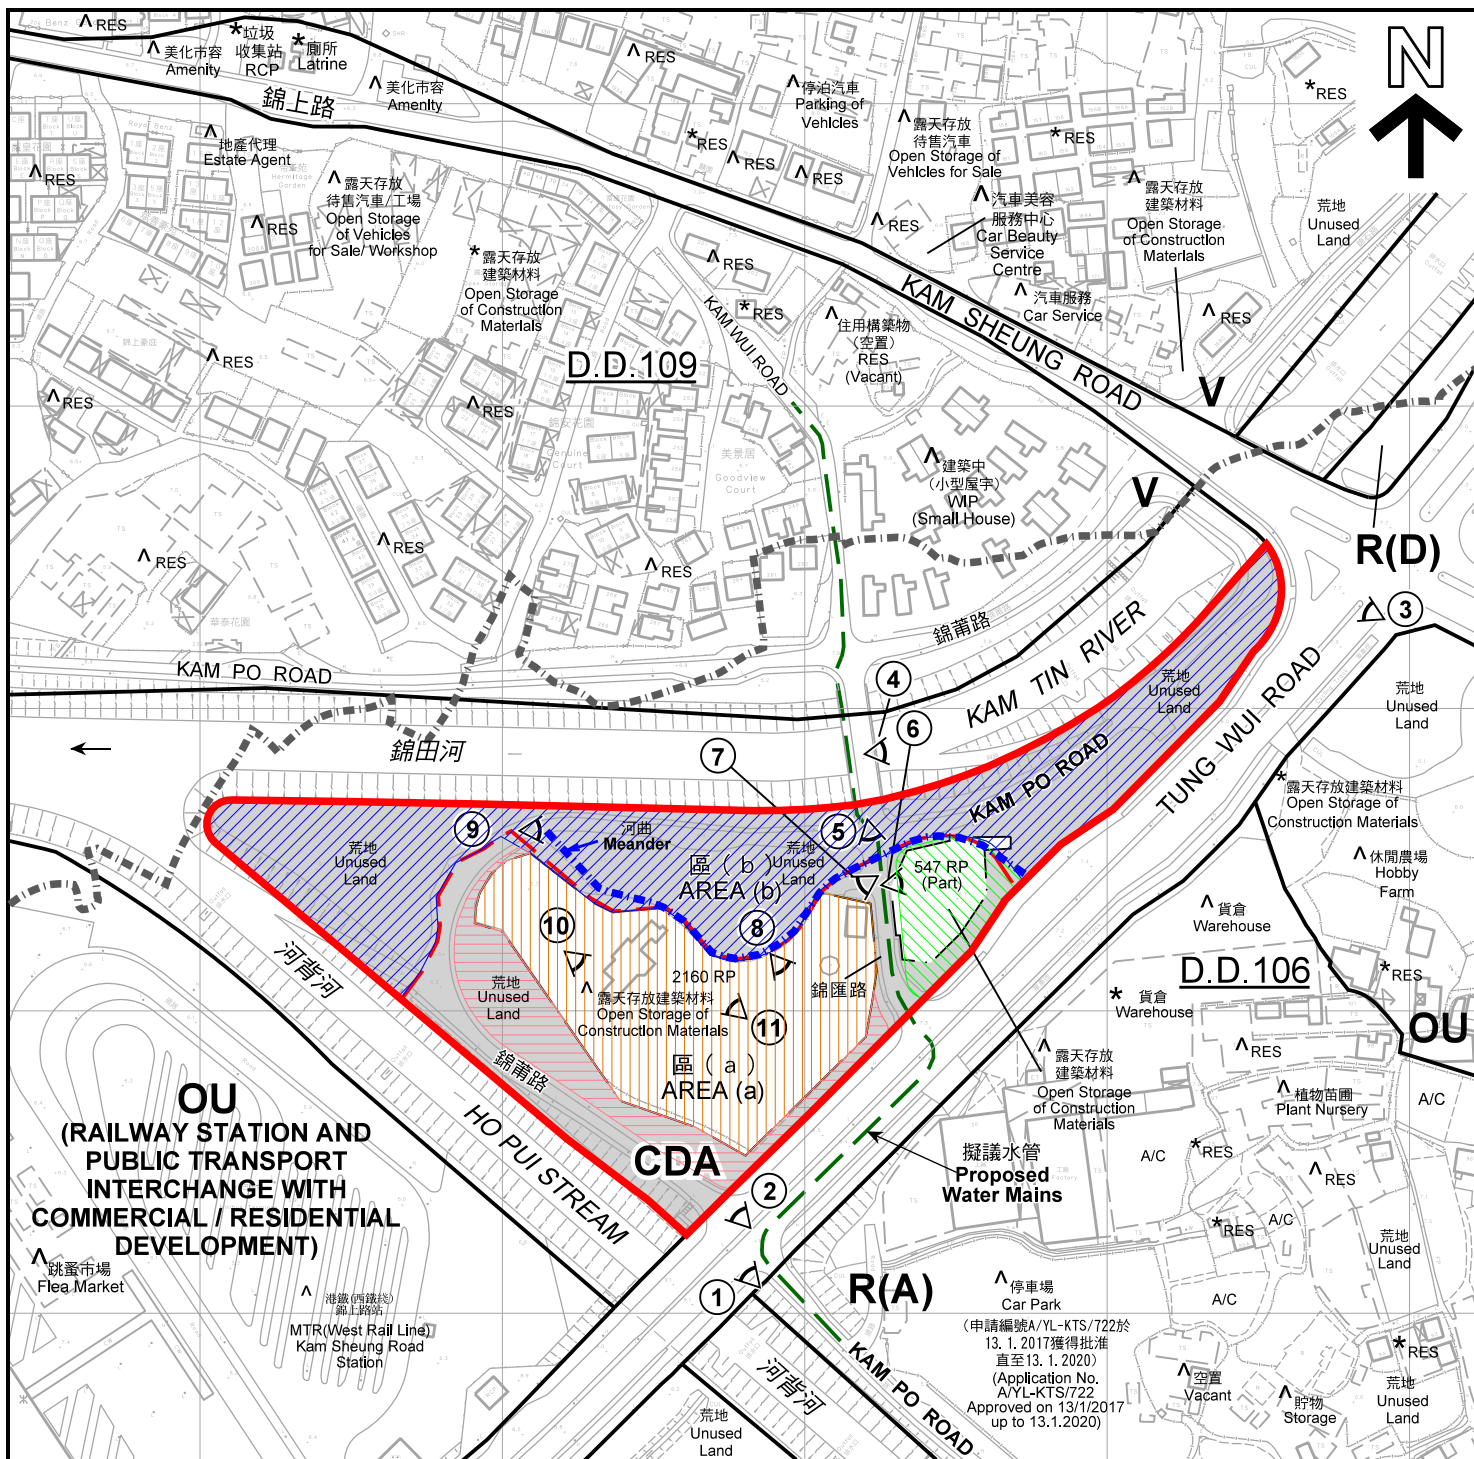 ^ RES
^ 美化市容
Amenity
* 垃圾
收集站
RCP
* 廁所
Latrine
^ 美化市容
Amenity
錦上路
^ RES
^ 停泊汽車
Parking of
Vehicles
* RES
^ RES
^ RES
^ 露天存放
待售汽車
Open Storage of
Vehicles for Sale
* RES
* RES
N
^ 地產代理
Estate Agent
^ RES
^ 露天存放
待售汽車/工場
Open Storage
of Vehicles
for Sale/ Workshop
^ RES
* 露天存放
建築材料
Open Storage
of Construction
Materials
^ RES
^ 汽車美容
服務中心
Car Beauty
Service
Centre
^ 露天存放
建築材料
Open Storage
of Construction
Materials
荒地
Unused
Land
^ RES
* RES
^ 汽車服務
Car Service
^ RES
KAM SHEUNG ROAD
KAM WUI ROAD
^ 住用構築物
(空置)
RES
(Vacant)
D.D.109
^ RES
^ RES
^ RES
V
錦安花園
Genuine
Court
美景居
Goodview
Court
^ 建築中
(小型屋宇)
WIP
(Small House)
V
R(D)
^ RES
^ RES
^ RES
華泰花園
3
KAM PO ROAD
錦莆路
KAM TIN RIVER
錦田河
4
6
7
荒地
Unused
Land
荒地
Unused
Land
KAM PO ROAD
TUNG WUI ROAD
* 露天存放建築材料
Open Storage of
Construction Materials
9
河曲
Meander
5
荒地
Unused
Land
區 ( b )
AREA (b)
荒地
Unused
Land
547 RP
(Part)
^ 休閒農場
Hobby
Farm
^ 貨倉
Warehouse
10
8
河背河
2160 RP
荒地
Unused
Land
^ 露天存放建築材料
Open Storage of
Construction Materials
11
錦匯路
D.D.106
* RES
* 貨倉
Warehouse
OU
錦莆路
區 ( a )
AREA (a)
^ 露天存放
建築材料
Open Storage
of Construction
Materials
^ RES
^ 植物苗圃
Plant Nursery
A/C
OU
(RAILWAY STATION AND
PUBLIC TRANSPORT
INTERCHANGE WITH
COMMERCIAL / RESIDENTIAL
DEVELOPMENT)
HO PUI STREAM
CDA
擬議水管
Proposed
Water Mains
A/C
* RES
^ RES
2
* RES
A/C
荒地
Unused
Land
^ 跳蚤市場
Flea Market
^ 港鐵(西鐵綫)
錦上路站
MTR(West Rail Line)
Kam Sheung Road
Station
1
R(A)
^ 停車場
Car Park
(申請編號A/YL-KTS/722於
13. 1. 2017獲得批准
直至13. 1. 2020)
(Application No.
A/YL-KTS/722
Approved on 13/1/2017
up to 13.1.2020)
A/C
* RES
河背河
KAM PO ROAD
^ 空置
Vacant
^ 貯物
Storage
荒地
Unused
Land
荒地
Unused
Land